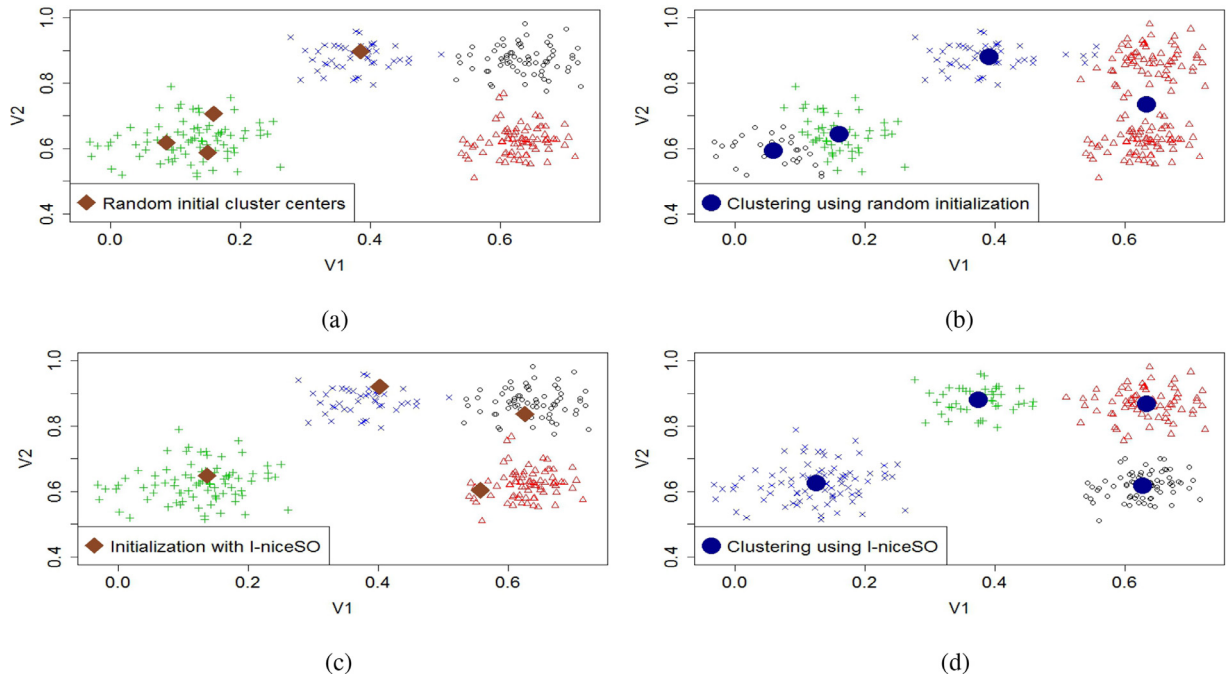 1.0
0.8
0.6
0.4
V2
Random initial cluster centers
0.0 0.2 0.4 0.6
V1
(a)
1.0
0.8
0.6
0.4
V2
Clustering using random initialization
0.0 0.2 0.4 0.6
V1
(b)
1.0
0.8
0.6
0.4
V2
Initialization with I-niceSO
0.0 0.2 0.4 0.6
V1
(c)
1.0
0.8
0.6
0.4
V2
Clustering using I-niceSO
0.0 0.2 0.4 0.6
V1
(d)